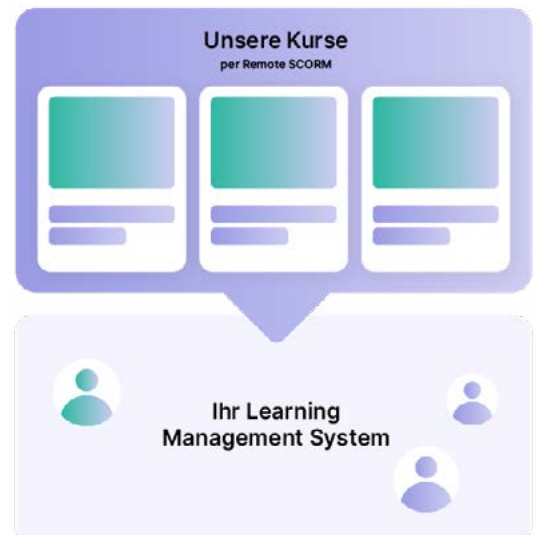 Unsere Kurse
per Remote SCORM
Ihr Learning
Management System